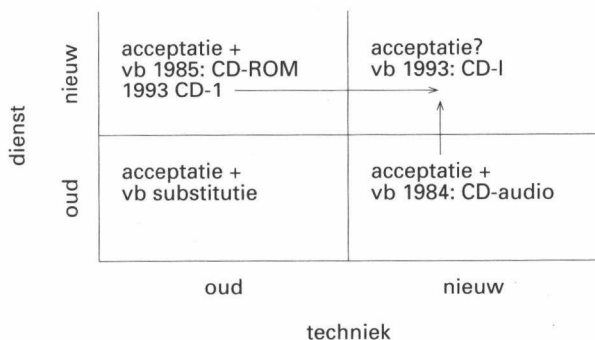 acceptatie +
vb 1985: CD-ROM
1993 CD-1
acceptatie?
vb 1993: CD-I
nieuw
dienst
oud
acceptatie +
vb substitutie
acceptatie +
vb 1984: CD-audio
oud
nieuw
techniek